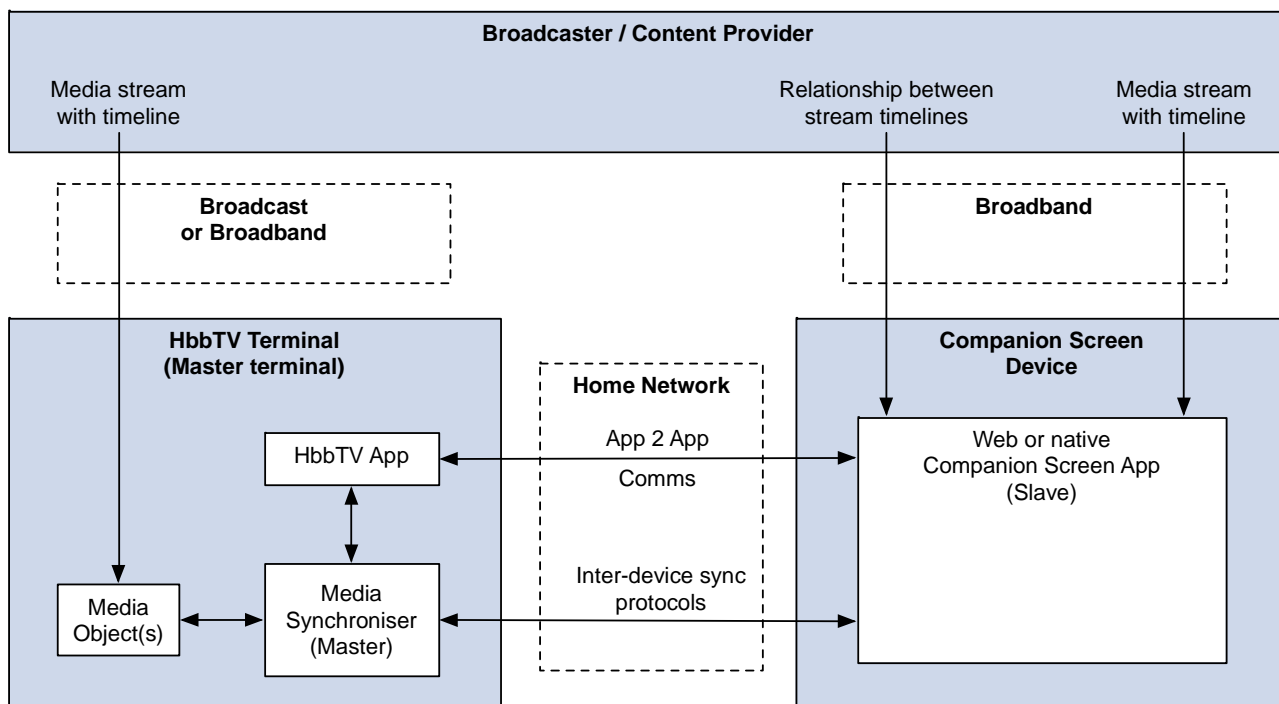 Broadcaster / Content Provider
Media stream
with timeline
Relationship between
stream timelines
Media stream
with timeline
Broadcast
or Broadband
Broadband
HbbTV Terminal
(Master terminal)
Companion Screen
Device
Home Network
HbbTV App
App 2 App
Comms
Web or native
Companion Screen App
(Slave)
Media
Object(s)
Media
Synchroniser
(Master)
Inter-device sync
protocols